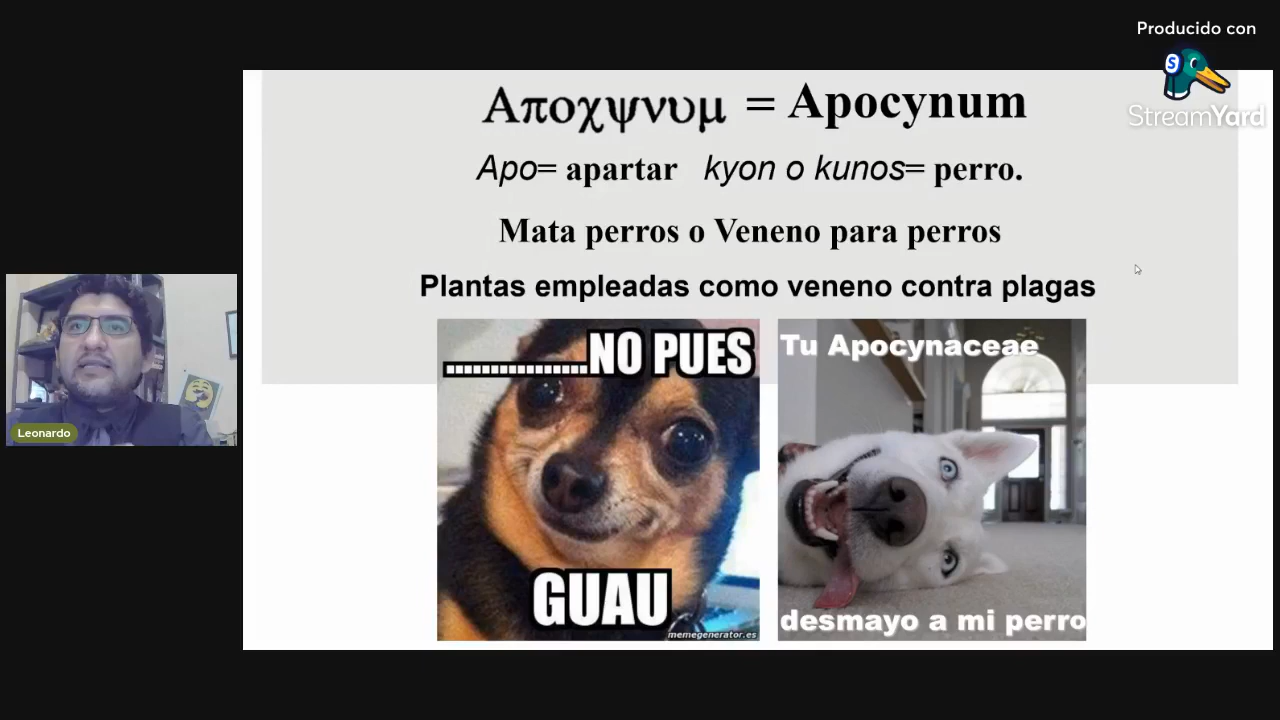 Producido con
S
StreamYard
Αποχψνυμ = Apocynum
Apo= apartar kyon o kunos= perro.
Mata perros o Veneno para perros
Plantas empleadas como veneno contra plagas
................NO PUES
GUAU
memegenerator.es
Tu Apocynaceae
desmayo a mi perro
Leonardo